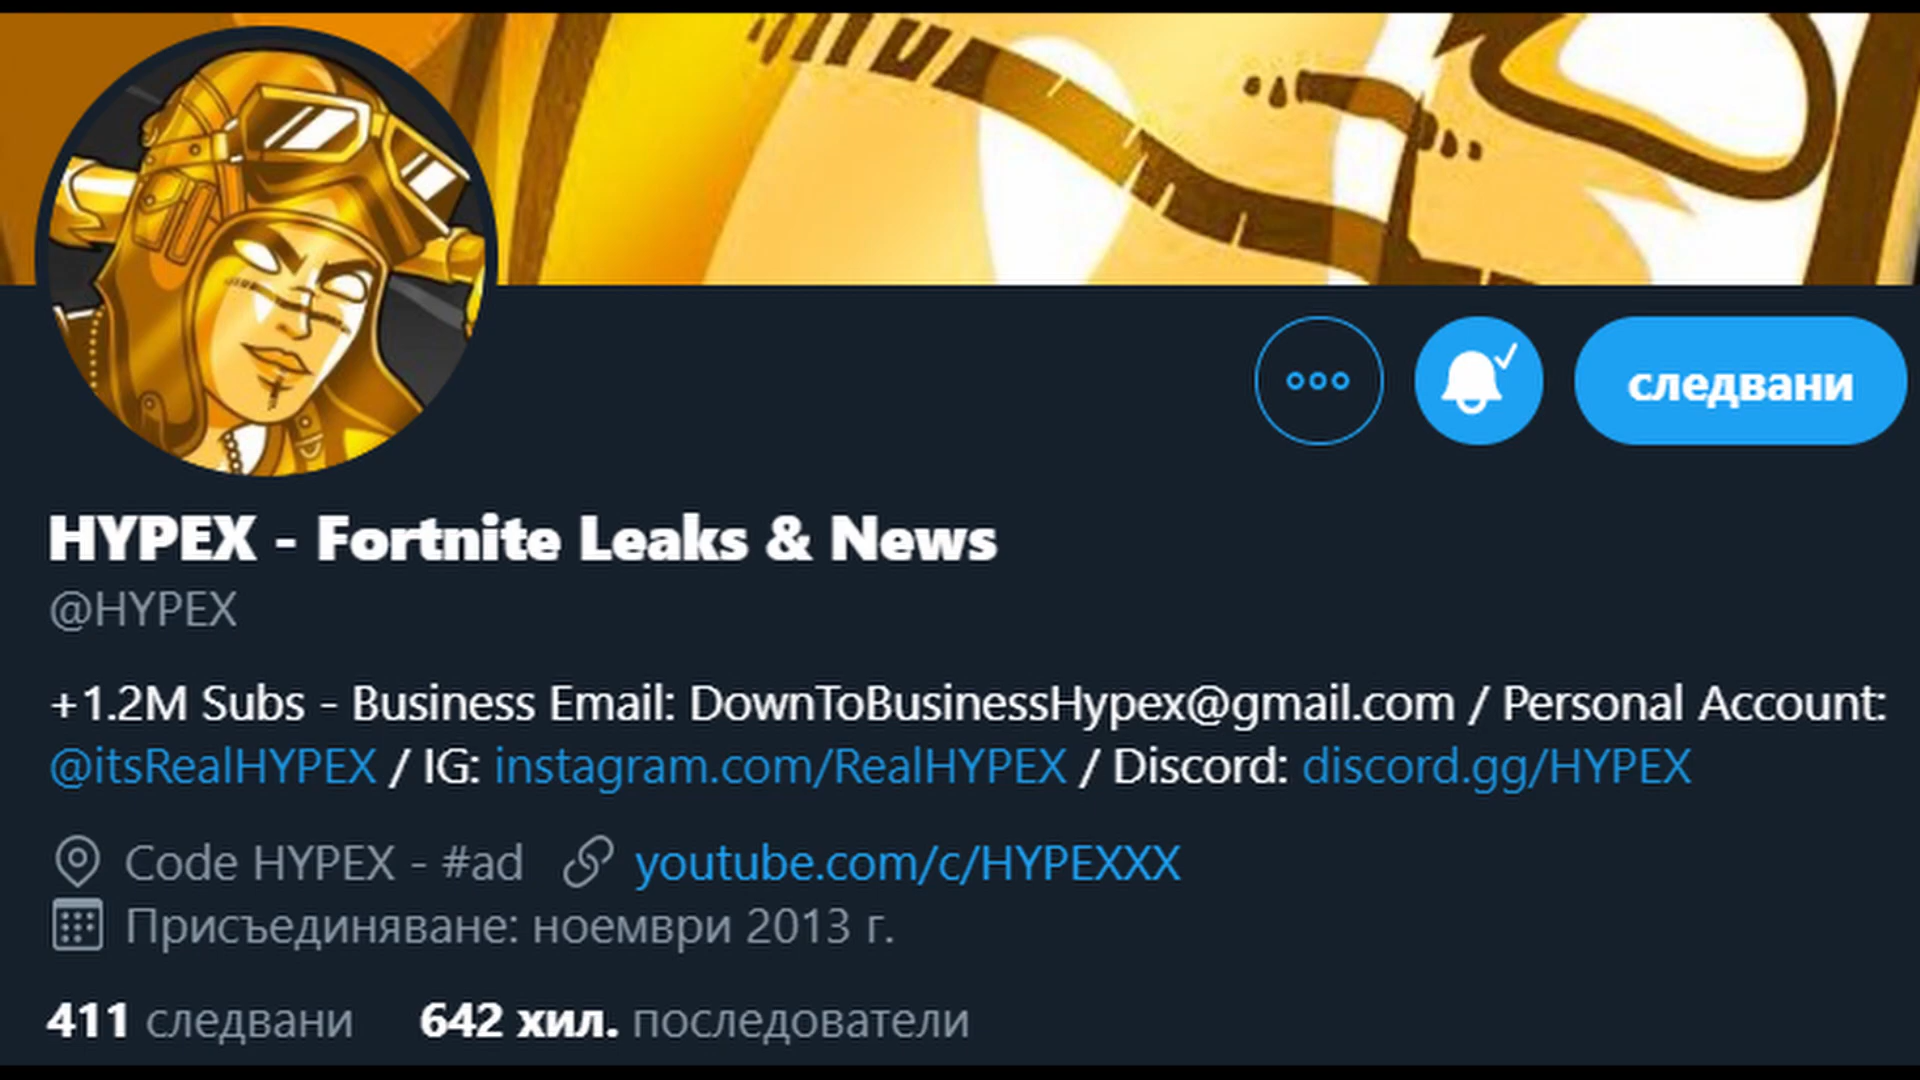 следвани
HYPEX - Fortnite Leaks & News
@HYPEX
+1.2M Subs - Business Email: DownToBusinessHypex@gmail.com / Personal Account:
@itsRealHYPEX / IG: instagram.com/RealHYPEX / Discord: discord.gg/HYPEX
Code HYPEX - #ad youtube.com/c/HYPEXXX
Присъединяване: ноември 2013 г.
411 следвани 642 хил. последователи